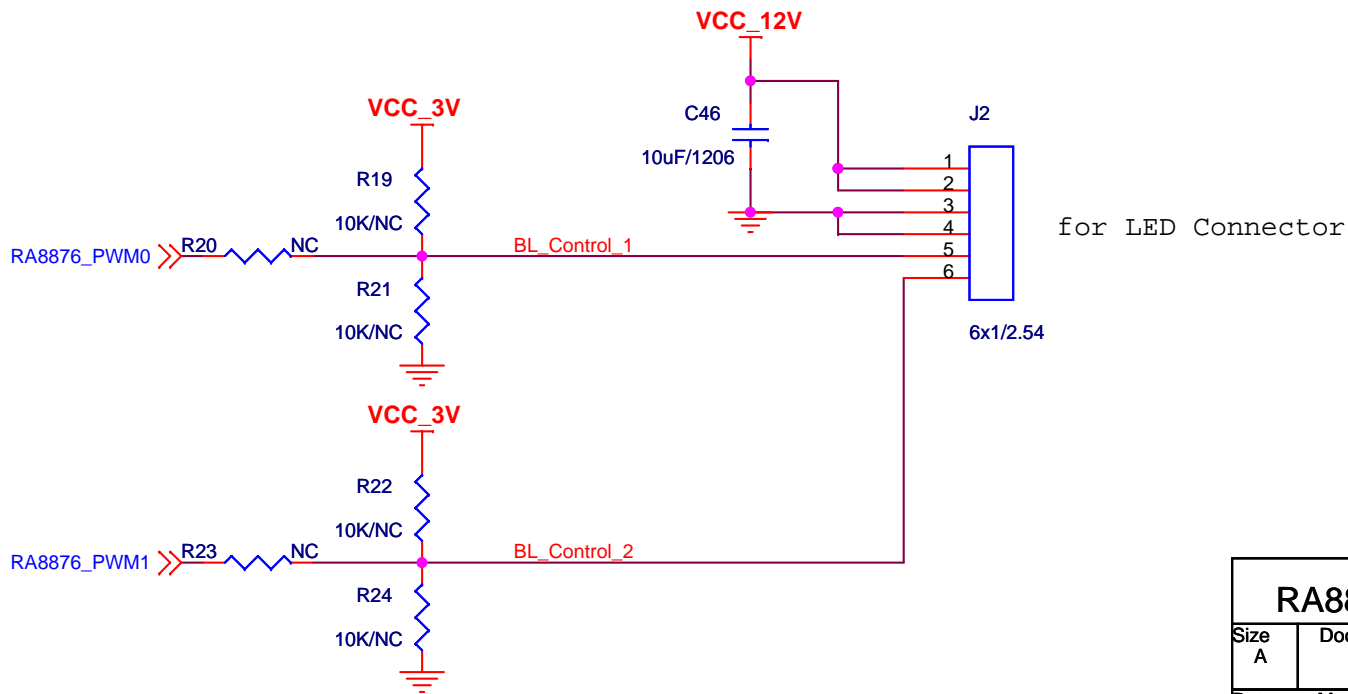 VCC_12V
VCC_3V
C46
10uF/1206
J2
R19
10K/NC
1
2
3
4
5
6
for LED Connector
RA8876_PWM0
R20
NC
BL_Control_1
R21
10K/NC
6x1/2.54
VCC_3V
R22
10K/NC
RA8876_PWM1
R23
NC
BL_Control_2
R24
10K/NC
Size
A